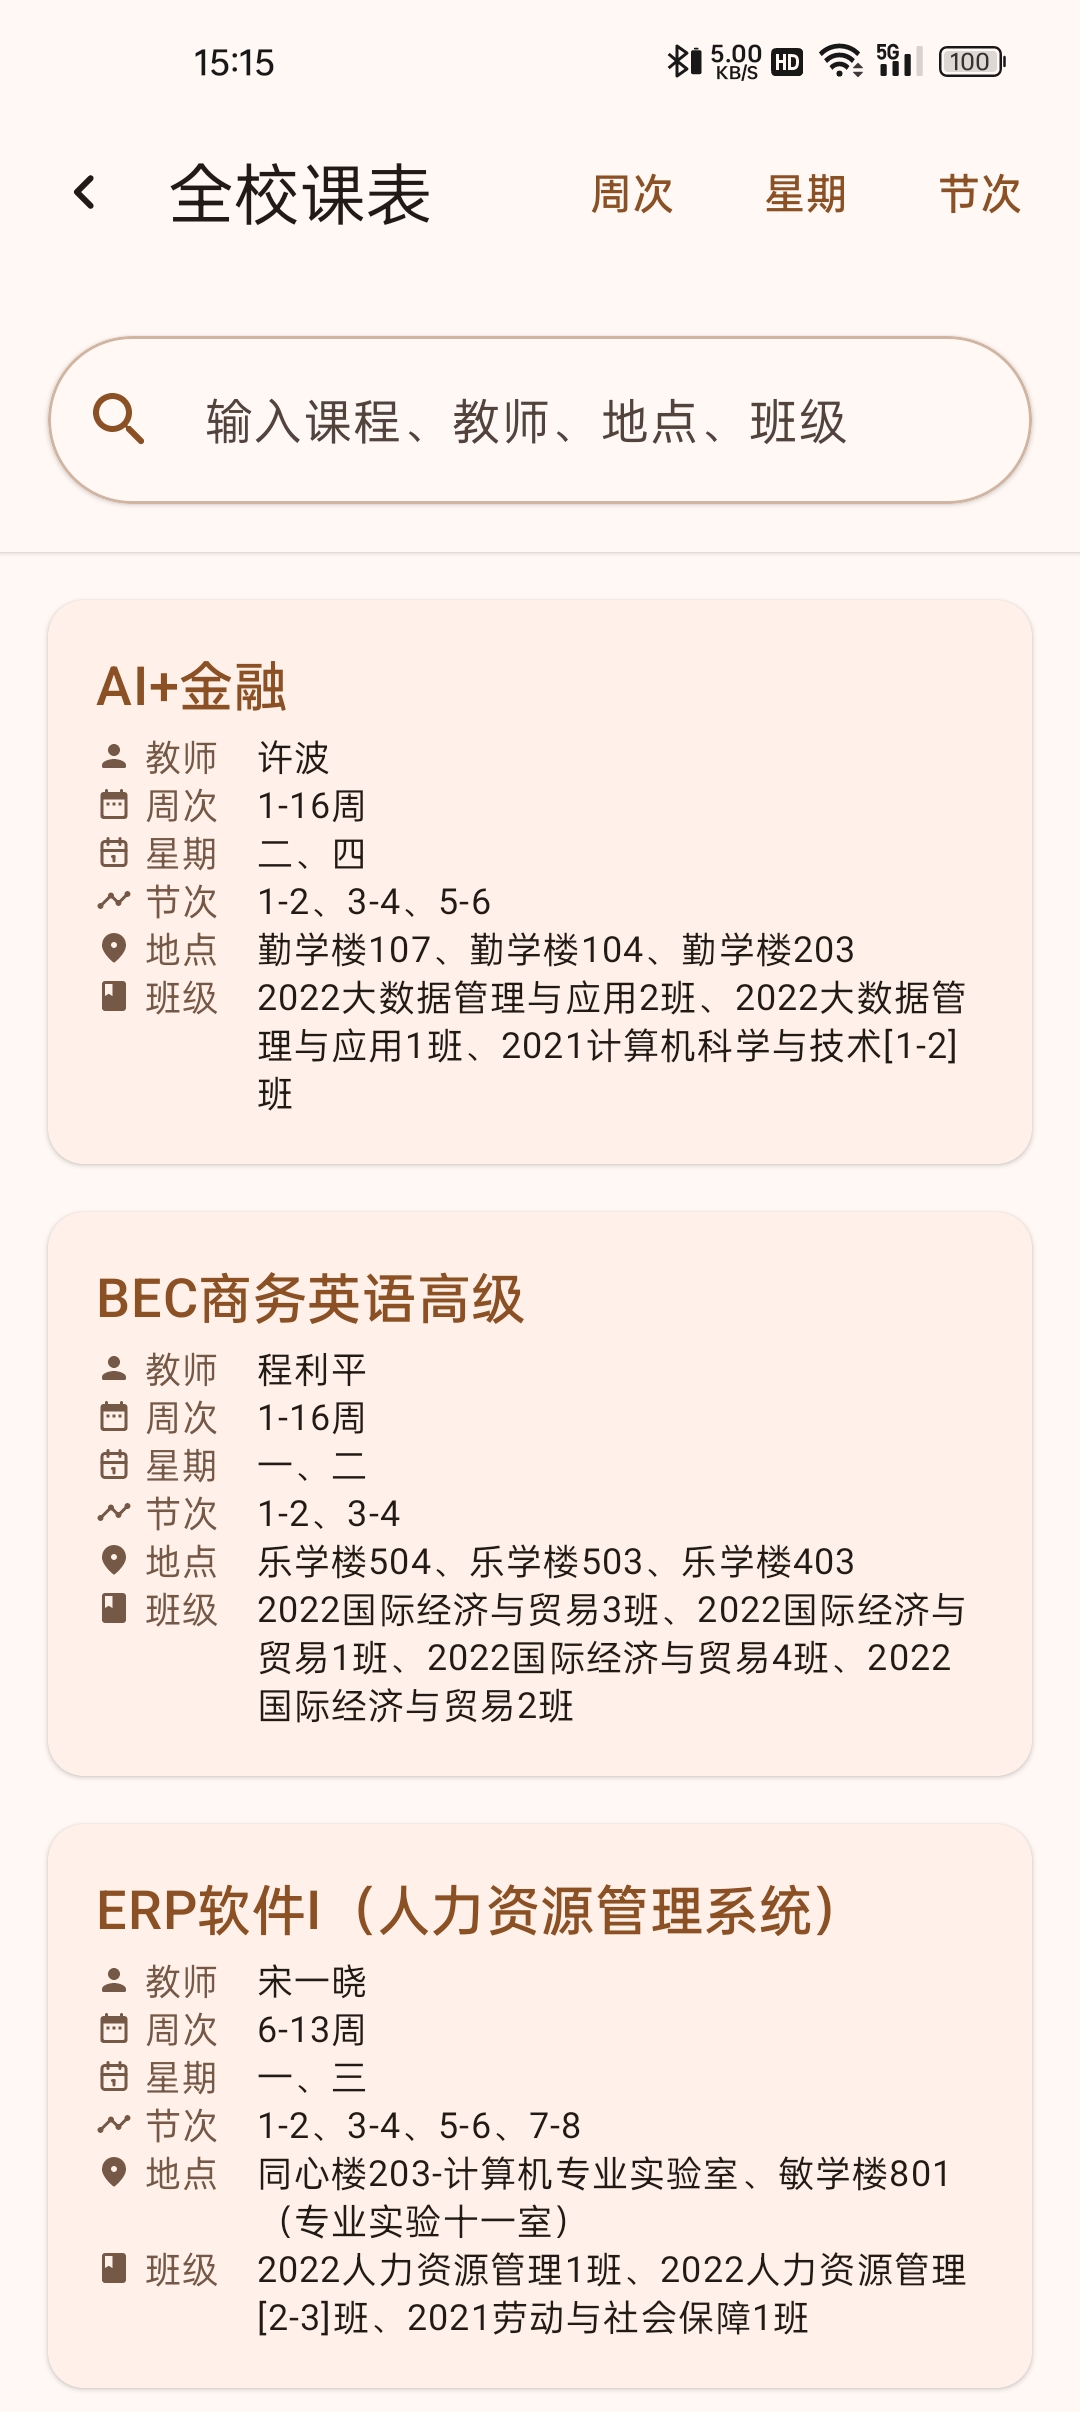 15:15 5.00 KB/S HD 5G 100
全校课表 周次 星期 节次
输入课程、教师、地点、班级
AI+金融
教师 许波
周次 1-16周
星期 二、四
节次 1-2、3-4、5-6
地点 勤学楼107、勤学楼104、勤学楼203
班级 2022大数据管理与应用2班、2022大数据管
理与应用1班、2021计算机科学与技术[1-2]
班
BEC商务英语高级
教师 程利平
周次 1-16周
星期 一、二
节次 1-2、3-4
地点 乐学楼504、乐学楼503、乐学楼403
班级 2022国际经济与贸易3班、2022国际经济与
贸易1班、2022国际经济与贸易4班、2022
国际经济与贸易2班
ERP软件I（人力资源管理系统）
教师 宋一晓
周次 6-13周
星期 一、三
节次 1-2、3-4、5-6、7-8
地点 同心楼203-计算机专业实验室、敏学楼801
（专业实验十一室）
班级 2022人力资源管理1班、2022人力资源管理
[2-3]班、2021劳动与社会保障1班